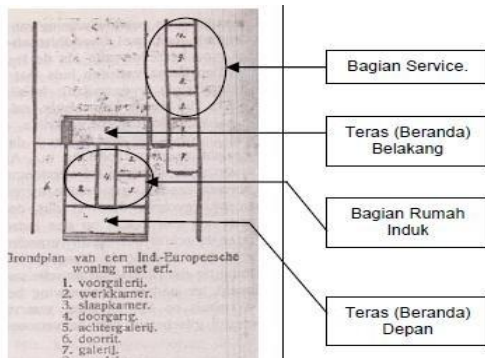 Bagian Service.
Teras (Beranda)
Belakang
Bagian Rumah
Induk
Teras (Beranda)
Depan
Grondplan van een Ind.-Europeesche
woning met erf.
1. voorgalerij.
2. werkkamer.
3. slaapkamer.
4. doorgang.
5. achtergalerij.
6. doorrit.
7. galerij.